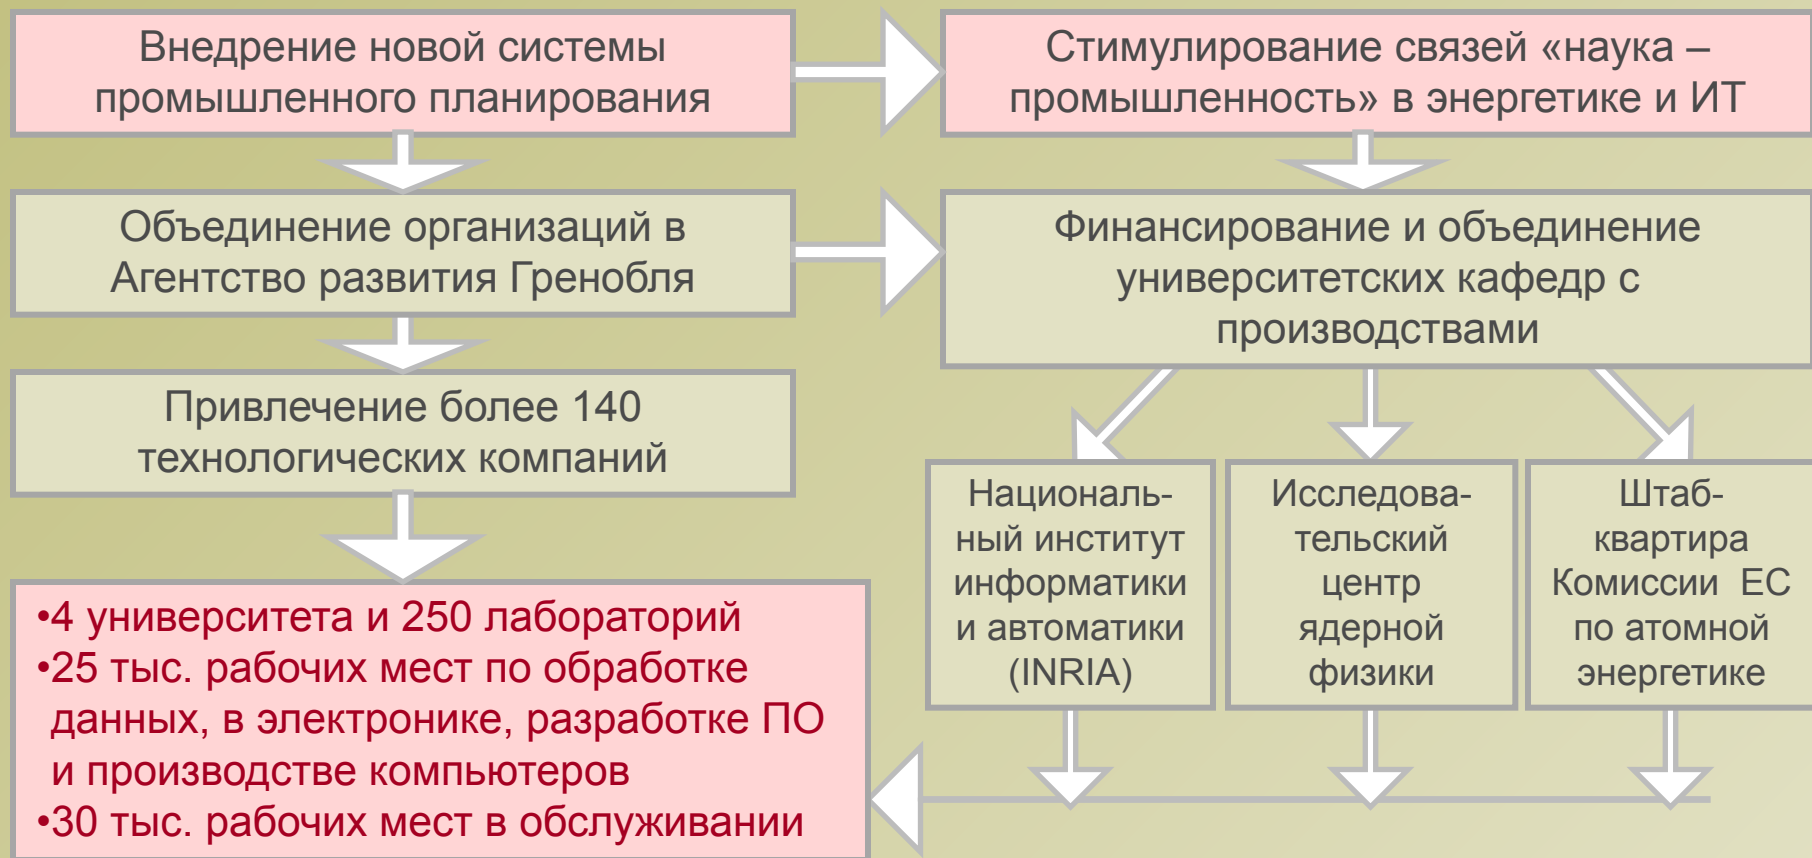 Внедрение новой системы
промышленного планирования
Стимулирование связей «наука –
промышленность» в энергетике и ИТ
Объединение организаций в
Агентство развития Гренобля
Финансирование и объединение
университетских кафедр с
производствами
Привлечение более 140
технологических компаний
Националь-
ный институт
информатики
и автоматики
(INRIA)
Исследова-
тельский
центр
ядерной
физики
Штаб-
квартира
Комиссии ЕС
по атомной
энергетике
•4 университета и 250 лабораторий
•25 тыс. рабочих мест по обработке
данных, в электронике, разработке ПО
и производстве компьютеров
•30 тыс. рабочих мест в обслуживании